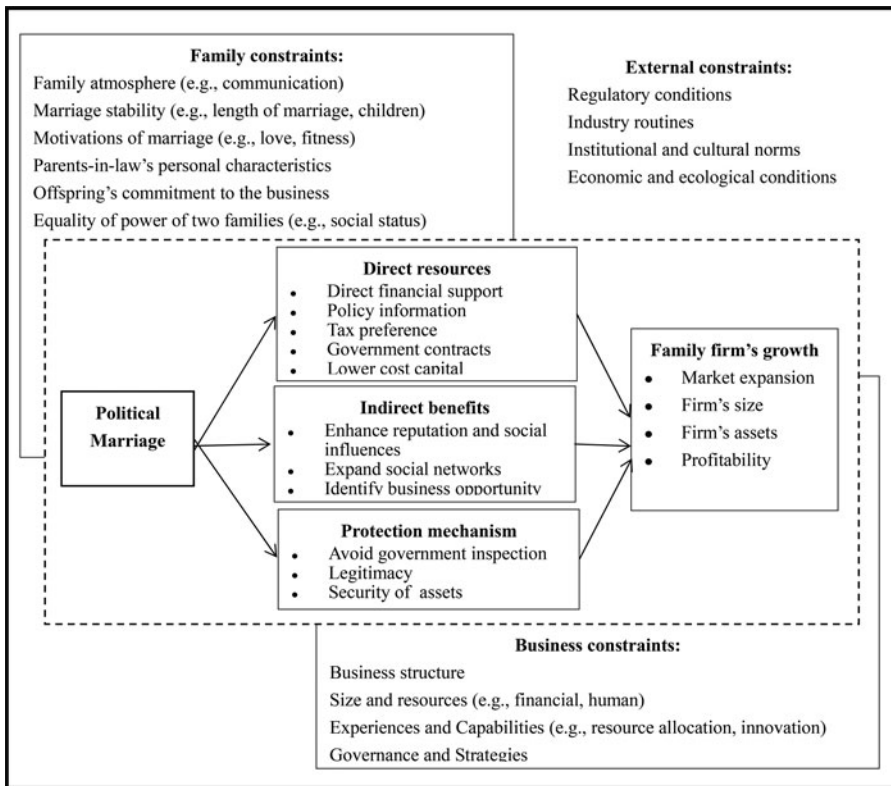 Family constraints:
Family atmosphere (e.g., communication)
Marriage stability (e.g., length of marriage, children)
Motivations of marriage (e.g., love, fitness)
Parents-in-law's personal characteristics
Offspring's commitment to the business
Equality of power of two families (e.g., social status)
External constraints:
Regulatory conditions
Industry routines
Institutional and cultural norms
Economic and ecological conditions
Political
Marriage
Direct resources
• Direct financial support
• Policy information
• Tax preference
• Government contracts
• Lower cost capital
Indirect benefits
• Enhance reputation and social
influences
• Expand social networks
• Identify business opportunity
Protection mechanism
• Avoid government inspection
• Legitimacy
• Security of assets
Family firm's growth
• Market expansion
• Firm's size
• Firm's assets
• Profitability
Business constraints:
Business structure
Size and resources (e.g., financial, human)
Experiences and Capabilities (e.g., resource allocation, innovation)
Governance and Strategies